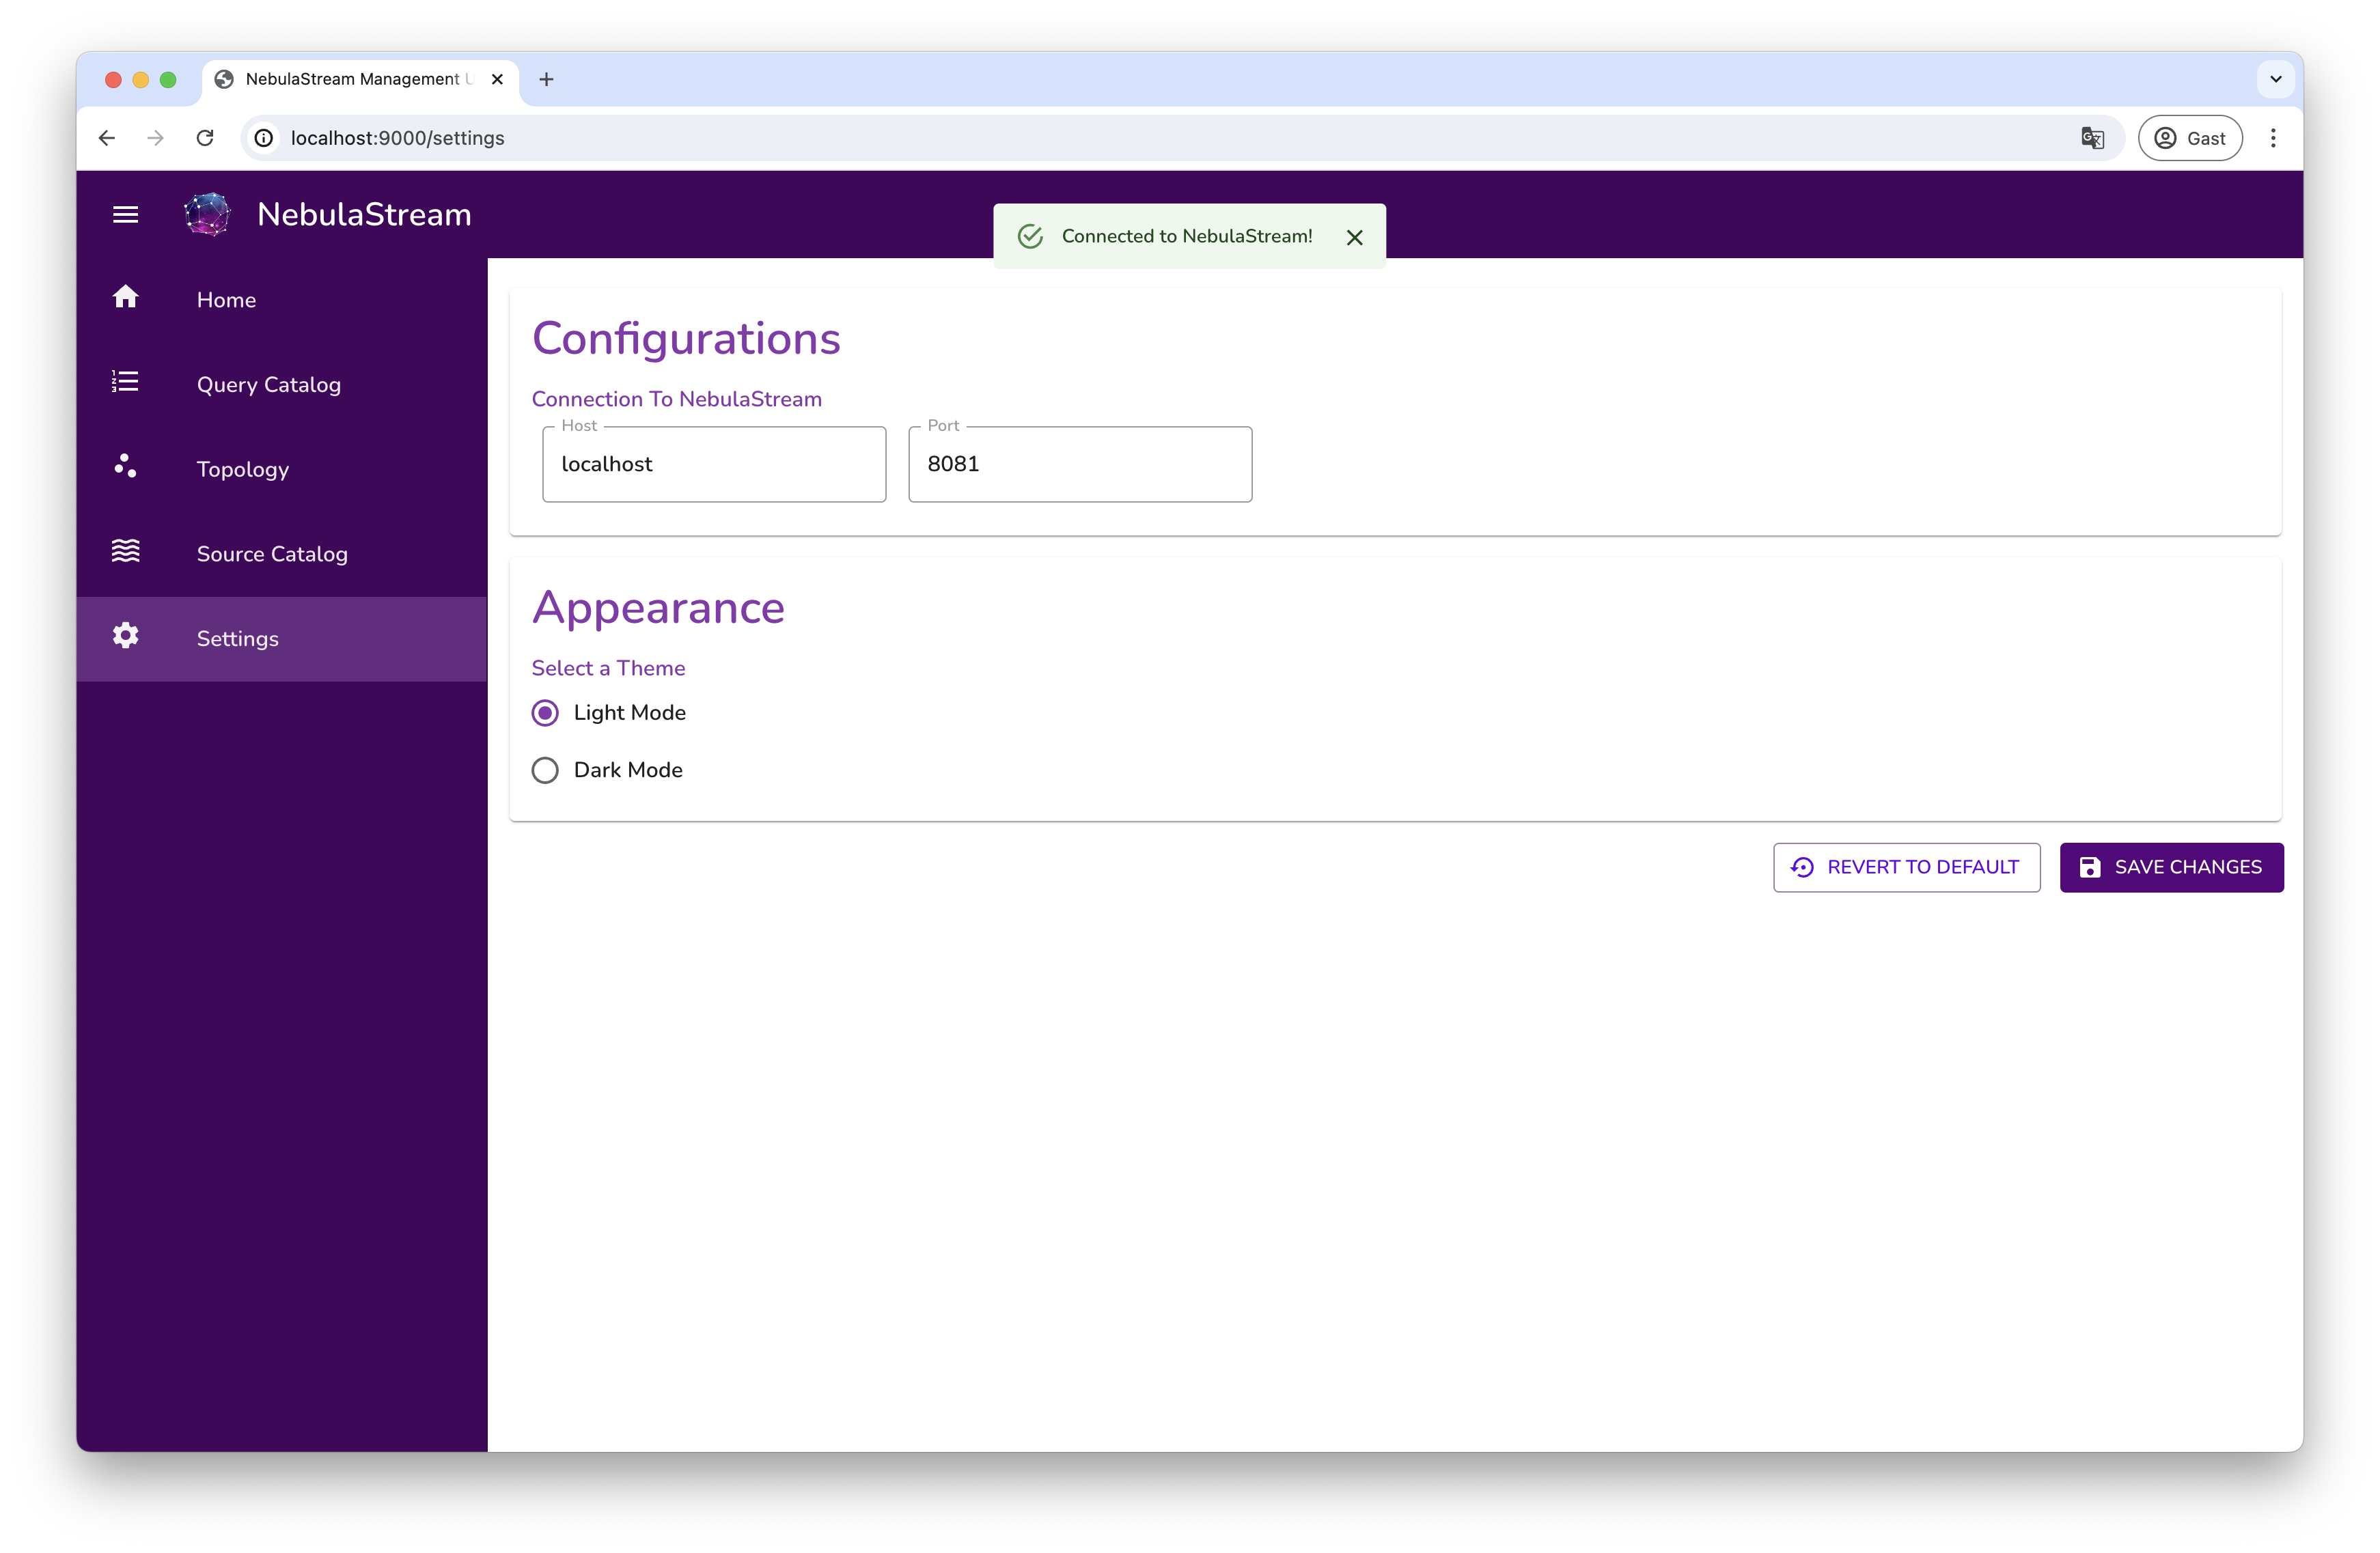 NebulaStream Management U
localhost:9000/settings
Gast
NebulaStream
Connected to NebulaStream!
Home
Query Catalog
Topology
Source Catalog
Settings
Configurations
Connection To NebulaStream
Host
Port
localhost
8081
Appearance
Select a Theme
Light Mode
Dark Mode
REVERT TO DEFAULT
SAVE CHANGES